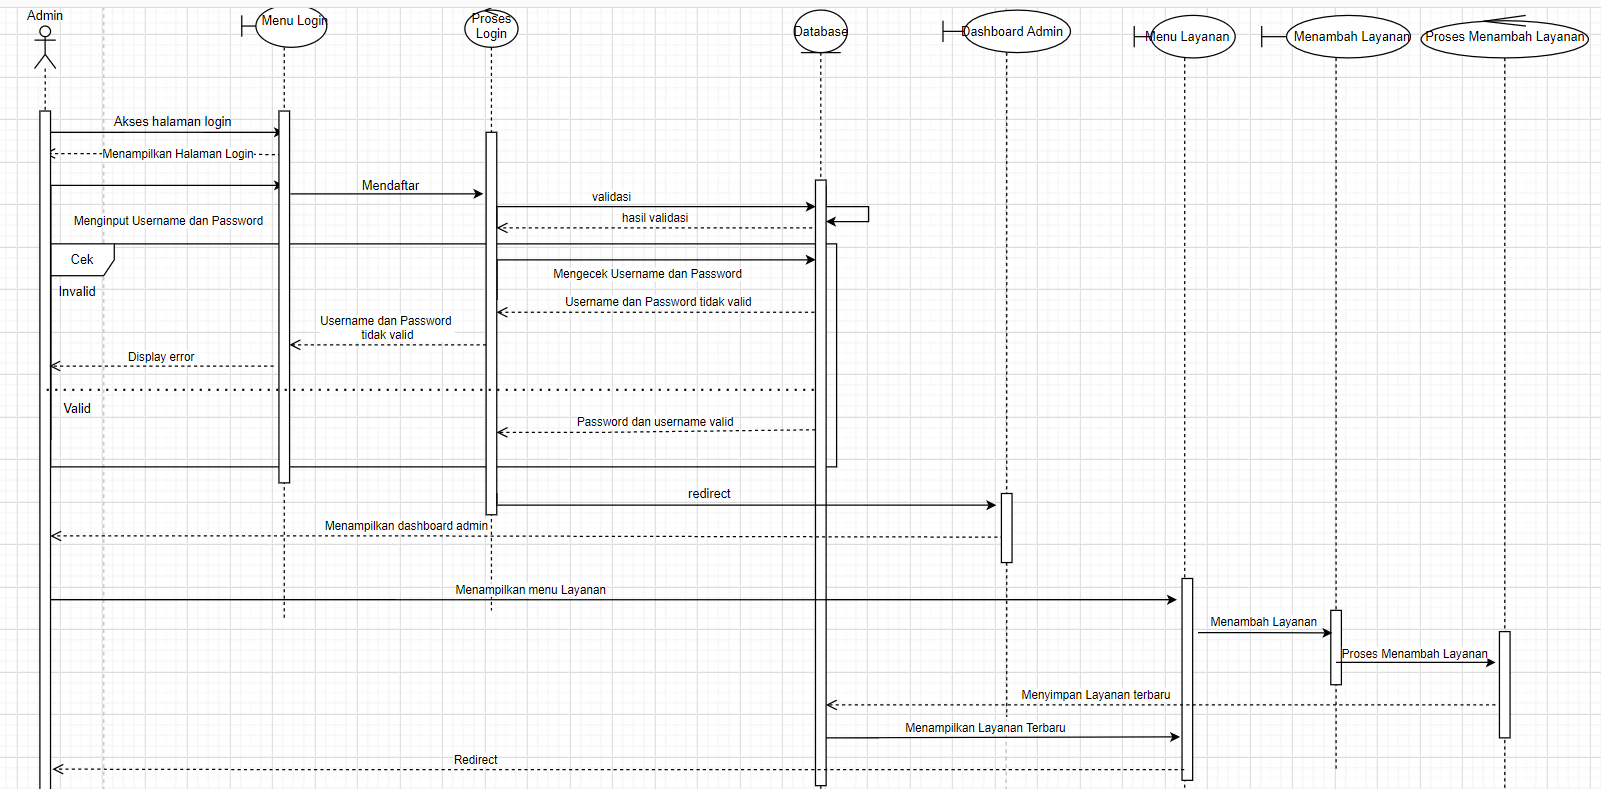 Admin
Menu Login
Proses
Login
Database
Dashboard Admin
Menu Layanan
Menambah Layanan
Proses Menambah Layanan
Akses halaman login
Menampilkan Halaman Login
Mendaftar
validasi
hasil validasi
Menginput Username dan Password
Cek
Mengecek Username dan Password
Invalid
Username dan Password tidak valid
Username dan Password
tidak valid
Display error
Valid
Password dan username valid
redirect
Menampilkan dashboard admin
Menampilkan menu Layanan
Menambah Layanan
Proses Menambah Layanan
Menyimpan Layanan terbaru
Menampilkan Layanan Terbaru
Redirect